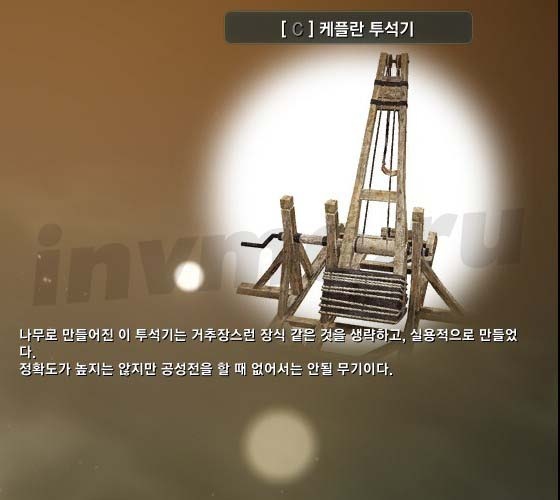 [ C ] 케플란 투석기
invm
ru
나무로 만들어진 이 투석기는 거추장스런 장식 같은 것을 생략하고, 실용적으로 만들었
다.
정확도가 높지는 않지만 공성전을 할 때 없어서는 안될 무기이다.